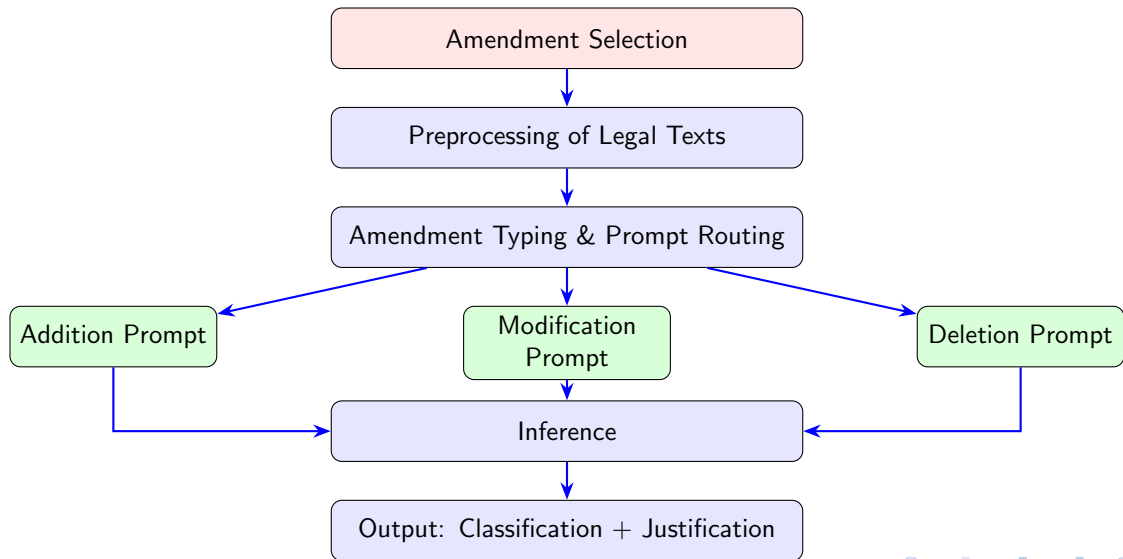 Amendment Selection
Preprocessing of Legal Texts
Amendment Typing & Prompt Routing
Addition Prompt
Modification
Prompt
Deletion Prompt
Inference
Output: Classification + Justification